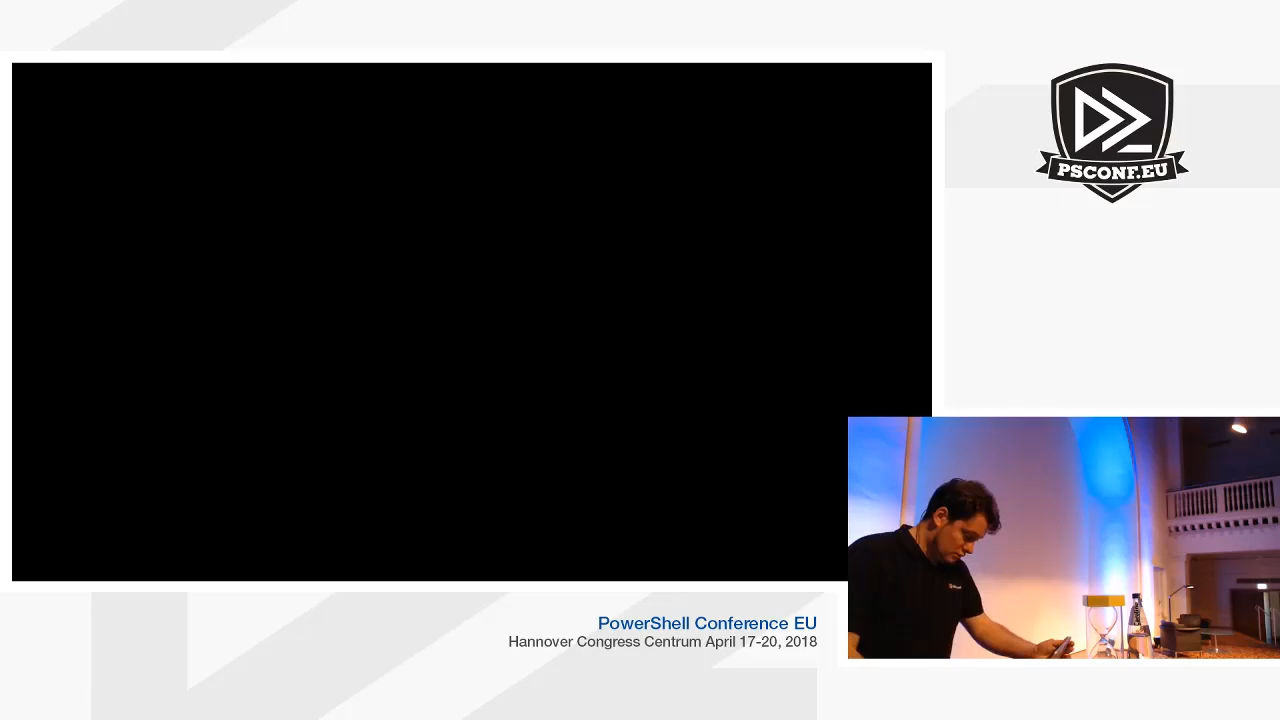 PSCONF.EU
PowerShell Conference EU
Hannover Congress Centrum April 17-20, 2018